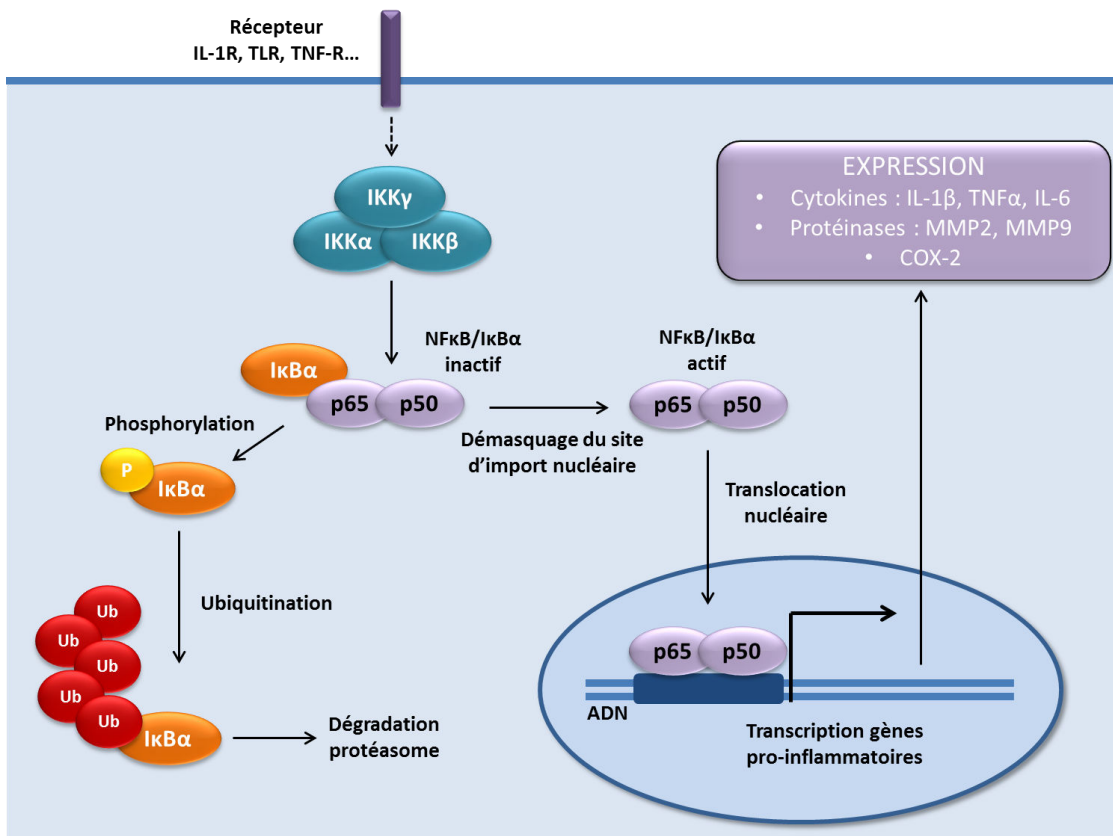 Récepteur
IL-1R, TLR, TNF-R...
IKKγ
IKKα
IKKβ
EXPRESSION
• Cytokines : IL-1β, TNFα, IL-6
• Protéinases : MMP2, MMP9
• COX-2
NFκB/IκBα
inactif
IκBα
p65
p50
NFκB/IκBα
actif
p65
p50
Démasquage du site
d’import nucléaire
Phosphorylation
P
IκBα
Translocation
nucléaire
Ubiquitination
Ub
Ub
Ub
Ub
Ub
IκBα
Dégradation
protéasome
p65
p50
ADN
Transcription gènes
pro-inflammatoires